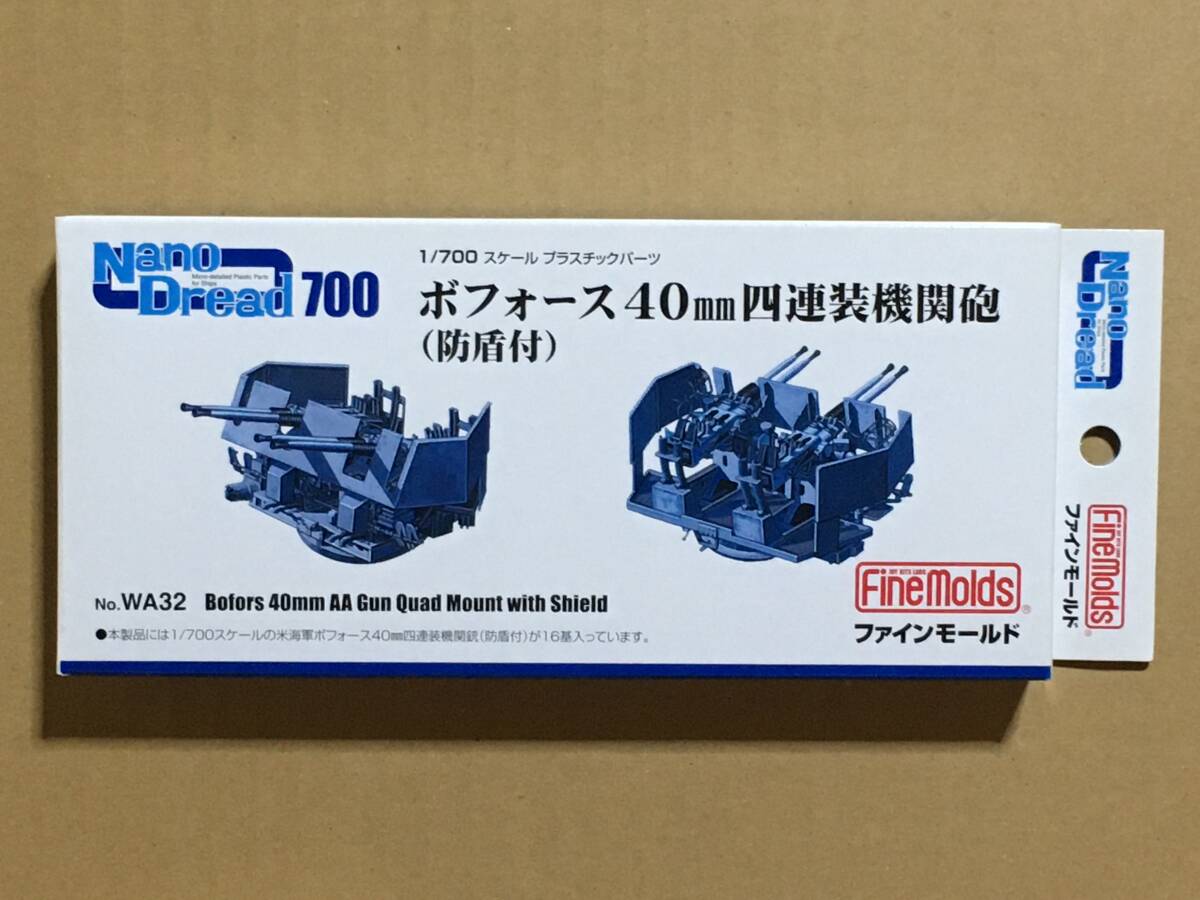 Nano
Dread 700
Micro-detailed Plastic Parts
for Ships
1/700 スケール プラスチックパーツ
ボフォース40㎜四連装機関砲
(防盾付)
No.WA32 Bofors 40mm AA Gun Quad Mount with Shield
●本製品には1/700スケールの米海軍ボフォース40㎜四連装機関銃(防盾付)が16基入っています。
FineMolds®
ファインモールド
Nano
Dread
FineMolds®
ファインモールド